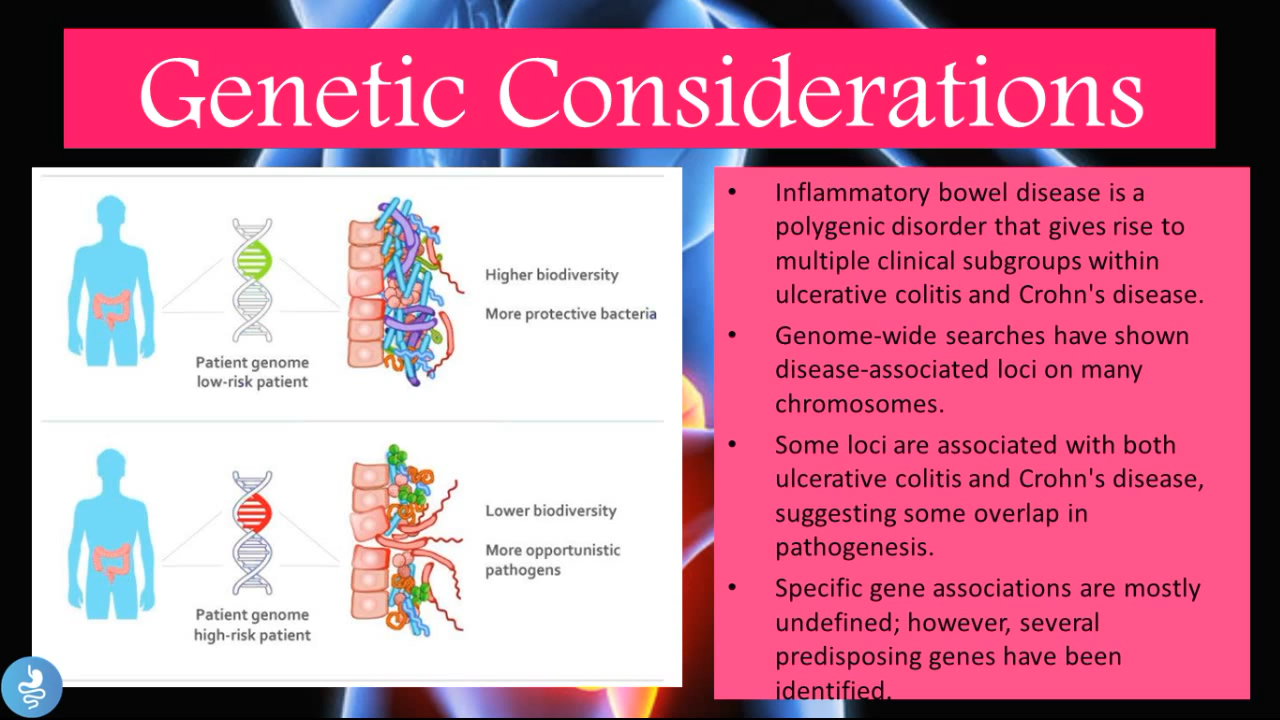 Genetic Considerations
Patient genome
low-risk patient
Higher biodiversity
More protective bacteria
Patient genome
high-risk patient
Lower biodiversity
More opportunistic
pathogens
• Inflammatory bowel disease is a
polygenic disorder that gives rise to
multiple clinical subgroups within
ulcerative colitis and Crohn's disease.
• Genome-wide searches have shown
disease-associated loci on many
chromosomes.
• Some loci are associated with both
ulcerative colitis and Crohn's disease,
suggesting some overlap in
pathogenesis.
• Specific gene associations are mostly
undefined; however, several
predisposing genes have been
identified.